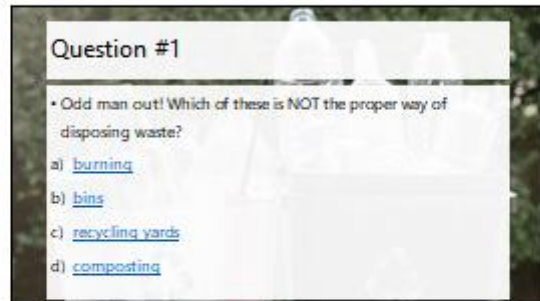 Question #1
• Odd man out! Which of these is NOT the proper way of
disposing waste?
a) burning
b) bins
c) recycling yards
d) composting